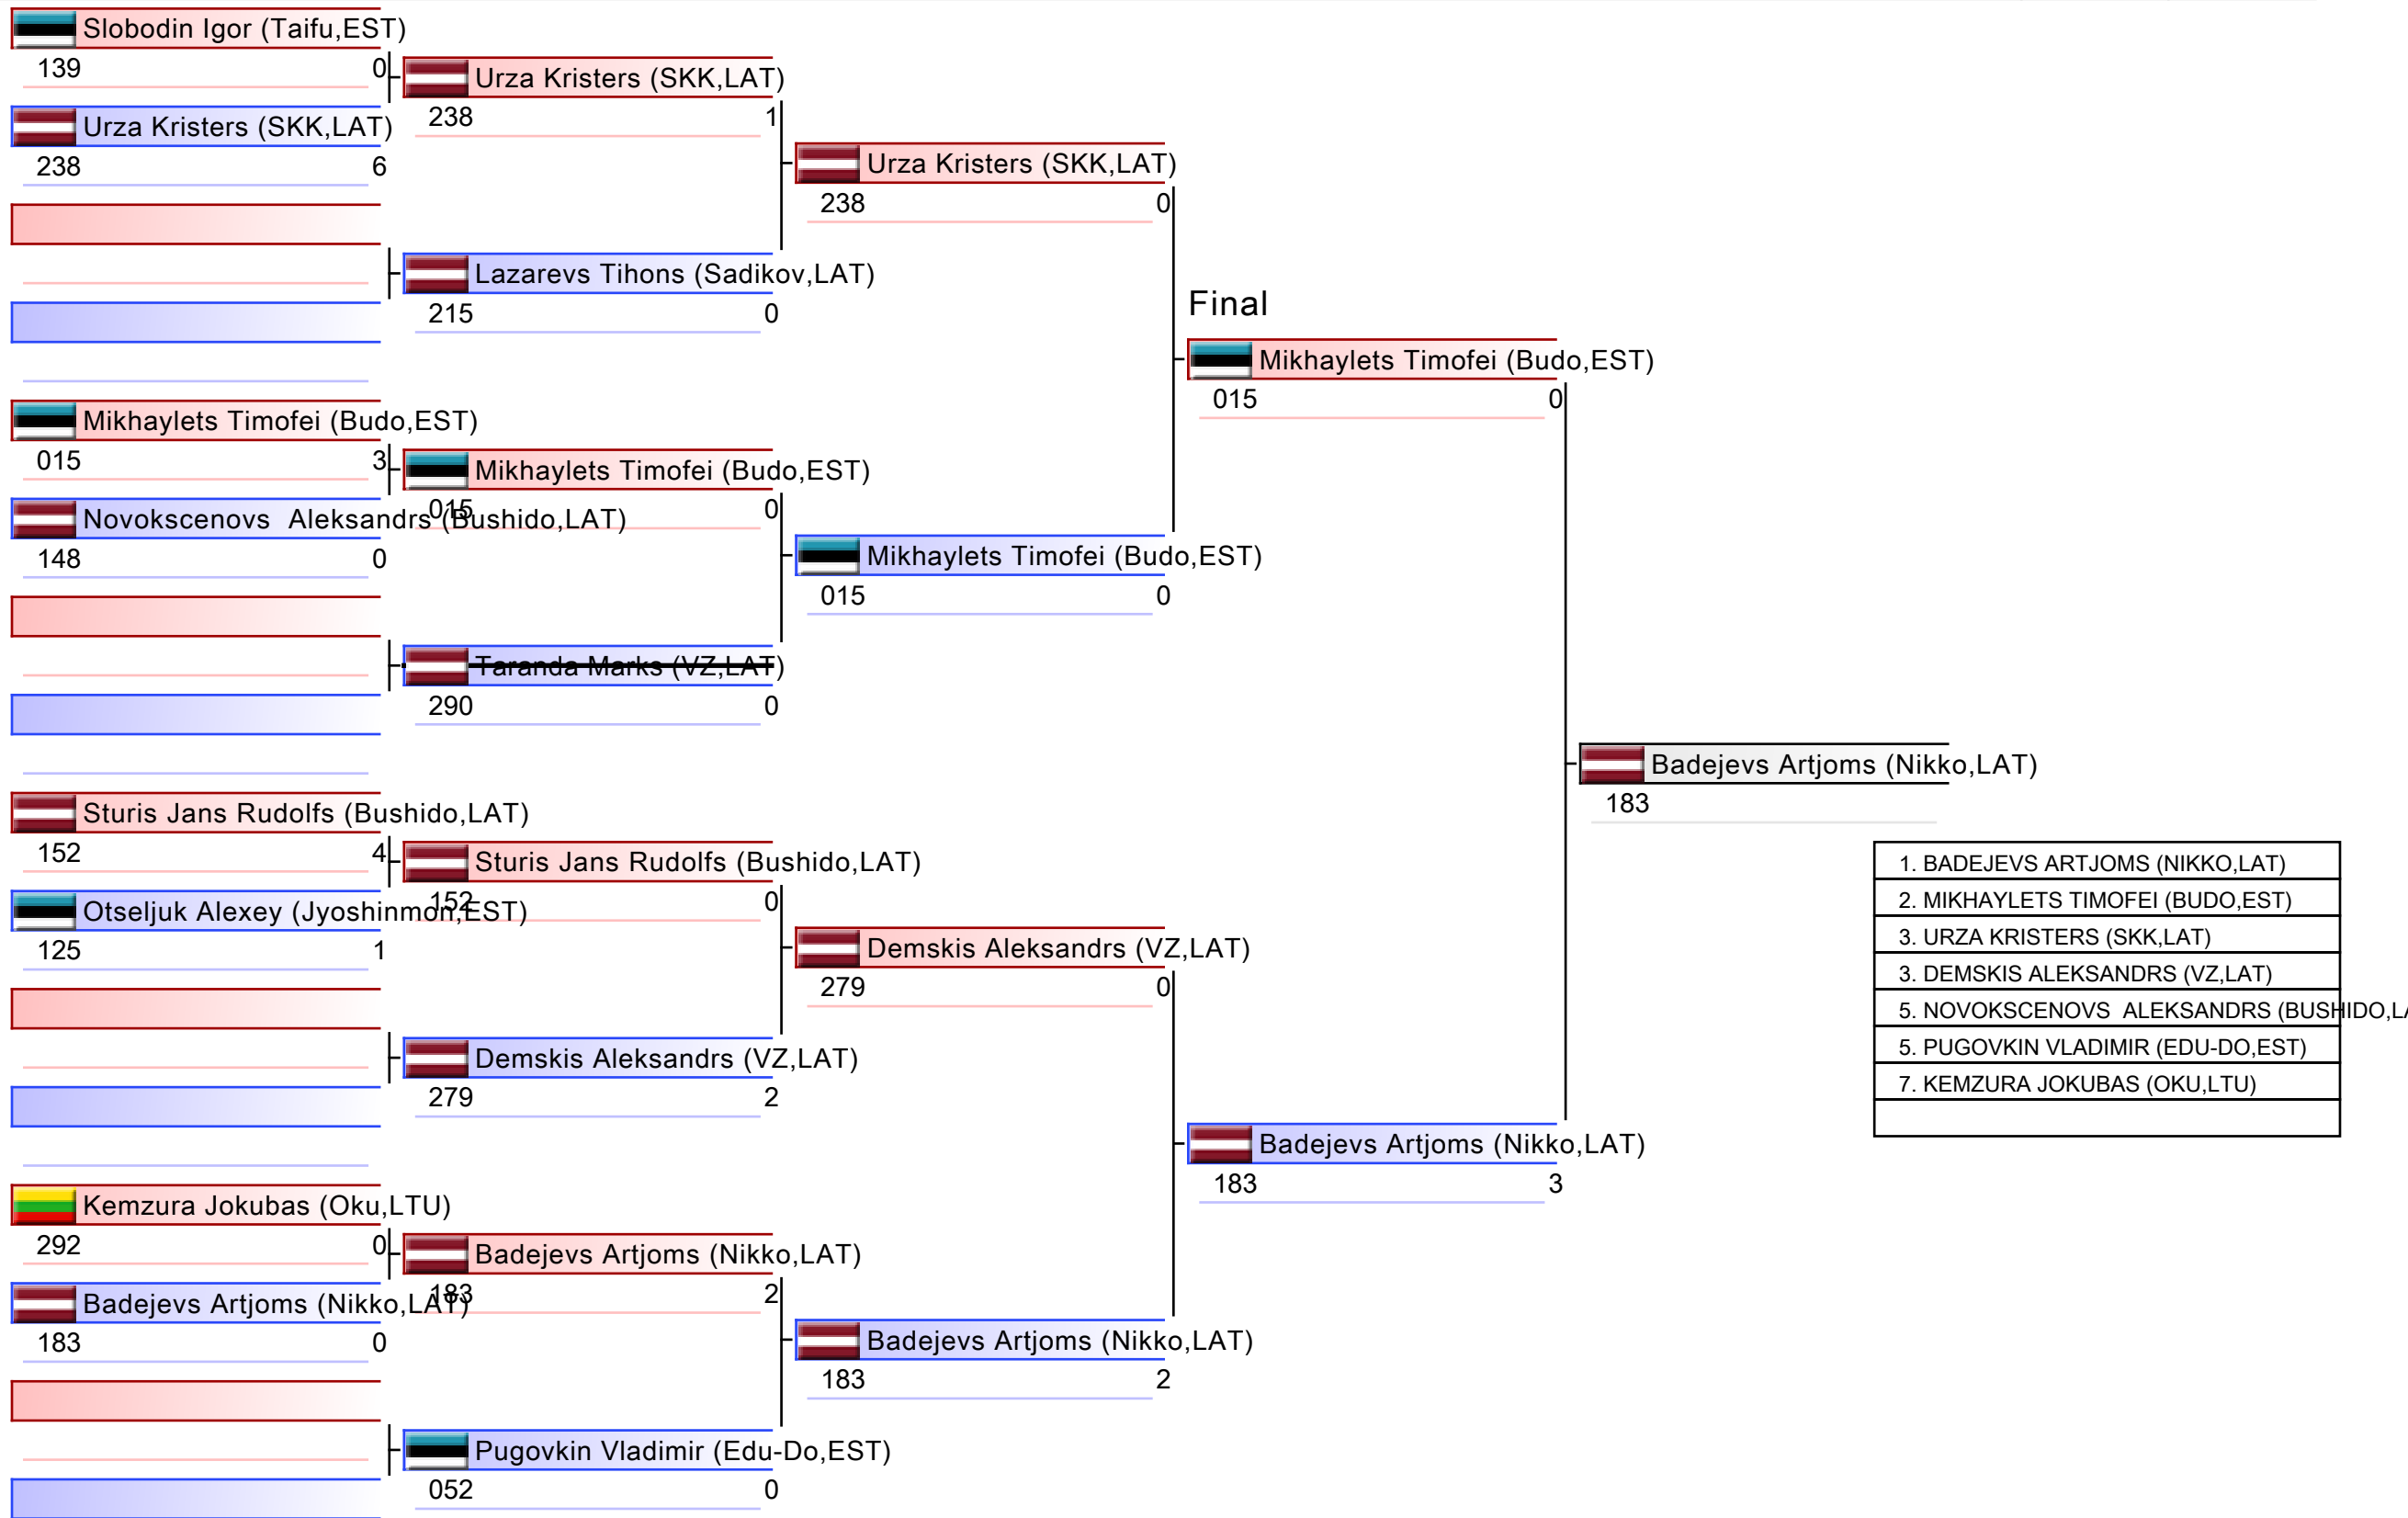 Slobodin Igor (Taifu,EST)
139 0
Urza Kristers (SKK,LAT)
238 6
Mikhaylets Timofei (Budo,EST)
015 3
Novokscenovs  Aleksandrs (Bushido,LAT)
148 0
Sturis Jans Rudolfs (Bushido,LAT)
152 4
Otseljuk Alexey (Jyoshinmon,EST)
125 1
Kemzura Jokubas (Oku,LTU)
292 0
Badejevs Artjoms (Nikko,LAT)
183 0
Urza Kristers (SKK,LAT)
238 1
Lazarevs Tihons (Sadikov,LAT)
215 0
Mikhaylets Timofei (Budo,EST)
015 0
Taranda Marks (VZ,LAT)
290 0
Sturis Jans Rudolfs (Bushido,LAT)
152 0
Demskis Aleksandrs (VZ,LAT)
279 2
Badejevs Artjoms (Nikko,LAT)
183 2
Pugovkin Vladimir (Edu-Do,EST)
052 0
Urza Kristers (SKK,LAT)
238 0
Mikhaylets Timofei (Budo,EST)
015 0
Demskis Aleksandrs (VZ,LAT)
279 0
Badejevs Artjoms (Nikko,LAT)
183 2
Final
Mikhaylets Timofei (Budo,EST)
015 0
Badejevs Artjoms (Nikko,LAT)
183 3
Badejevs Artjoms (Nikko,LAT)
183
1. BADEJEVS ARTJOMS (NIKKO,LAT)
2. MIKHAYLETS TIMOFEI (BUDO,EST)
3. URZA KRISTERS (SKK,LAT)
3. DEMSKIS ALEKSANDRS (VZ,LAT)
5. NOVOKSCENOVS  ALEKSANDRS (BUSHIDO,LA
5. PUGOVKIN VLADIMIR (EDU-DO,EST)
7. KEMZURA JOKUBAS (OKU,LTU)